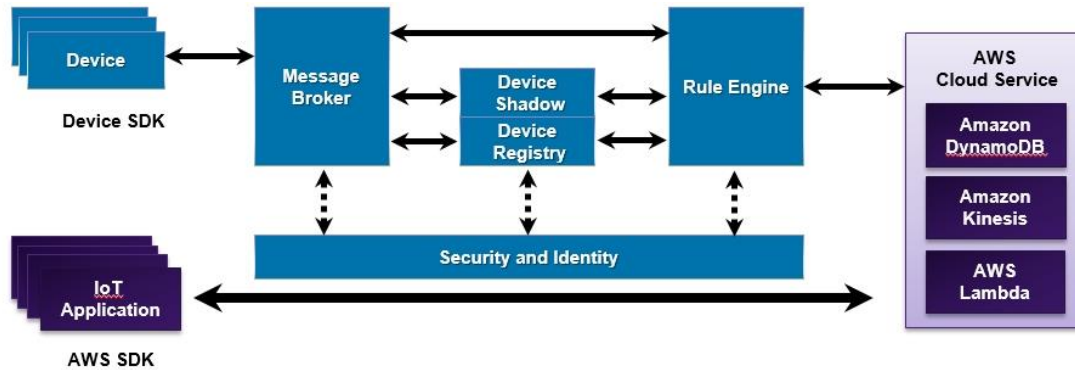 Device
Device SDK
Message
Broker
Device
Shadow
Device
Registry
Rule Engine
Security and Identity
AWS
Cloud Service
Amazon
DynamoDB
Amazon
Kinesis
AWS
Lambda
IoT
Application
AWS SDK